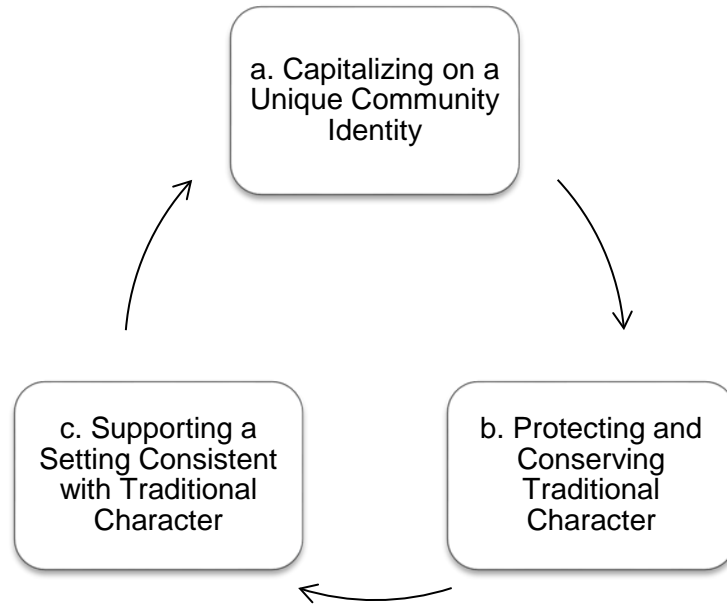 a. Capitalizing on a
Unique Community
Identity
b. Protecting and
Conserving
Traditional
Character
c. Supporting a
Setting Consistent
with Traditional
Character